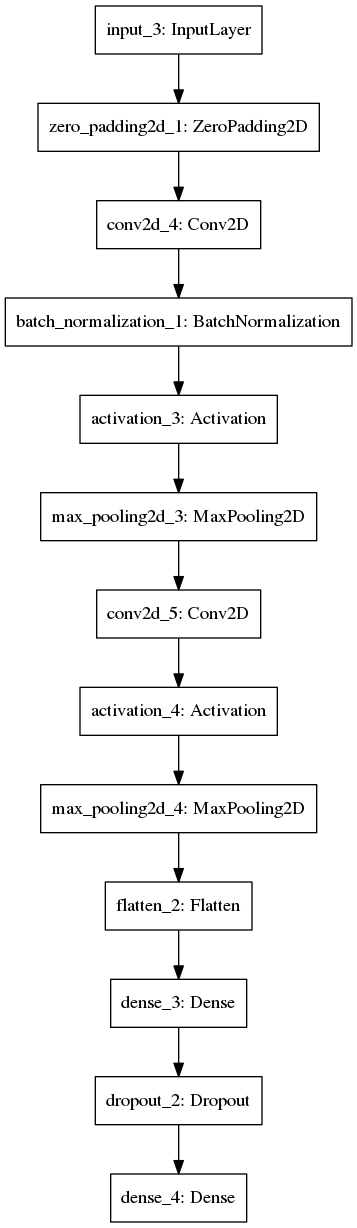 input_3: InputLayer
zero_padding2d_1: ZeroPadding2D
conv2d_4: Conv2D
batch_normalization_1: BatchNormalization
activation_3: Activation
max_pooling2d_3: MaxPooling2D
conv2d_5: Conv2D
activation_4: Activation
max_pooling2d_4: MaxPooling2D
flatten_2: Flatten
dense_3: Dense
dropout_2: Dropout
dense_4: Dense